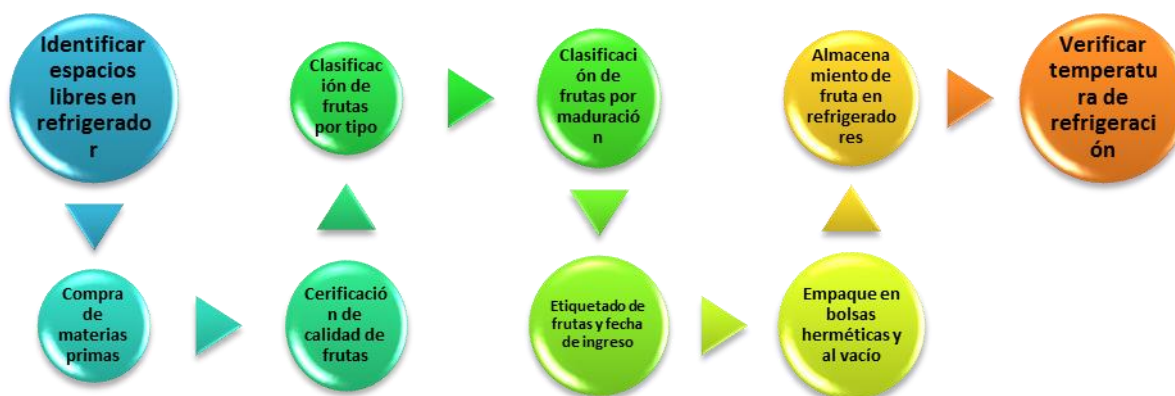 Identificar
espacios
libres en
refrigerado
r
Compra
de
materias
primas
Cerificació
n de
calidad de
frutas
Clasificac
ión de
frutas
por tipo
Clasificaci
ón de
frutas por
maduració
n
Etiquetado de
frutas y fecha
de ingreso
Empaque en
bolsas
herméticas y
al vacío
Almacena
miento de
fruta en
refrigerado
res
Verificar
temperatu
ra de
refrigeraci
ón